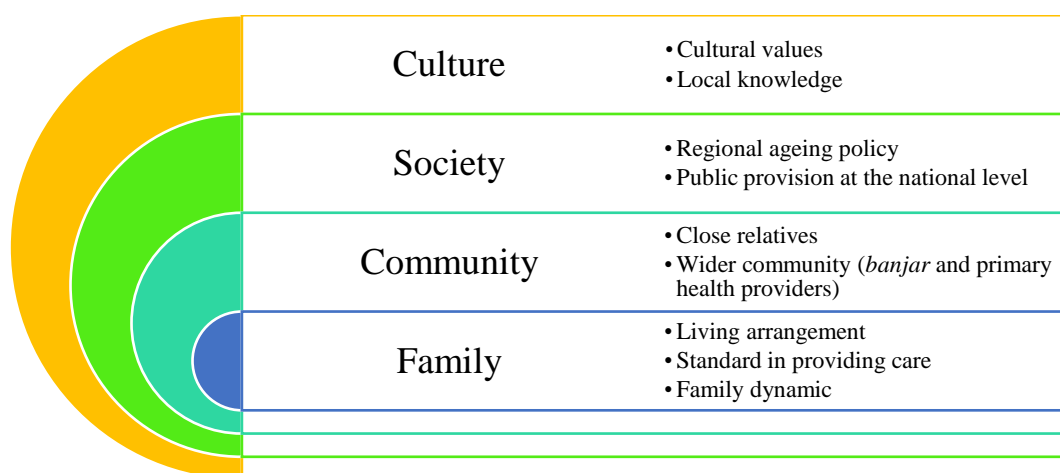 Culture
• Cultural values
• Local knowledge
Society
• Regional ageing policy
• Public provision at the national level
Community
• Close relatives
• Wider community (banjar and primary
health providers)
Family
• Living arrangement
• Standard in providing care
• Family dynamic